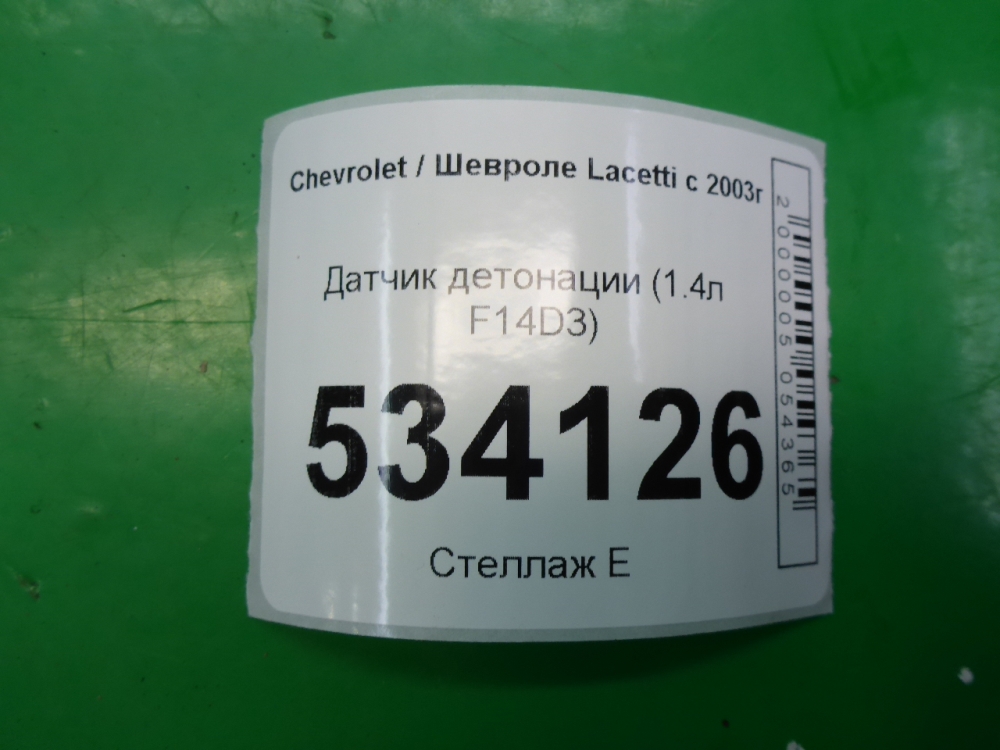 Chevrolet / Шевроле Lacetti с 2003г
Датчик детонации (1.4л
F14D3)
534126
Стеллаж Е
2000005054365